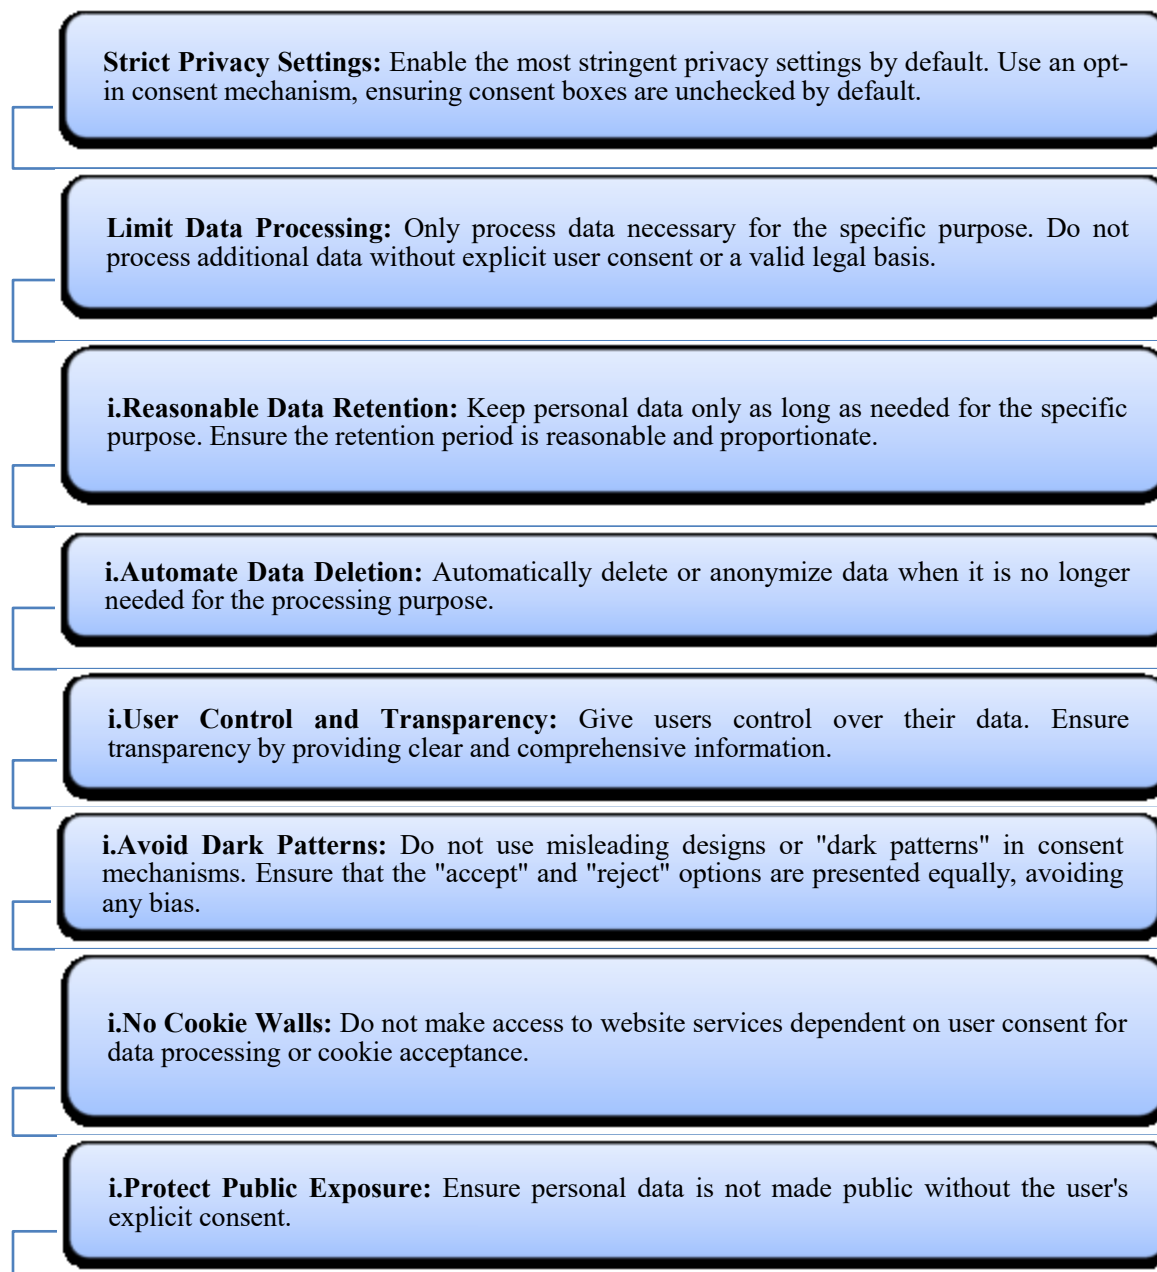 Strict Privacy Settings: Enable the most stringent privacy settings by default. Use an opt-
in consent mechanism, ensuring consent boxes are unchecked by default.
Limit Data Processing: Only process data necessary for the specific purpose. Do not
process additional data without explicit user consent or a valid legal basis.
i.Reasonable Data Retention: Keep personal data only as long as needed for the specific
purpose. Ensure the retention period is reasonable and proportionate.
i.Automate Data Deletion: Automatically delete or anonymize data when it is no longer
needed for the processing purpose.
i.User Control and Transparency: Give users control over their data. Ensure
transparency by providing clear and comprehensive information.
i.Avoid Dark Patterns: Do not use misleading designs or "dark patterns" in consent
mechanisms. Ensure that the "accept" and "reject" options are presented equally, avoiding
any bias.
i.No Cookie Walls: Do not make access to website services dependent on user consent for
data processing or cookie acceptance.
i.Protect Public Exposure: Ensure personal data is not made public without the user's
explicit consent.